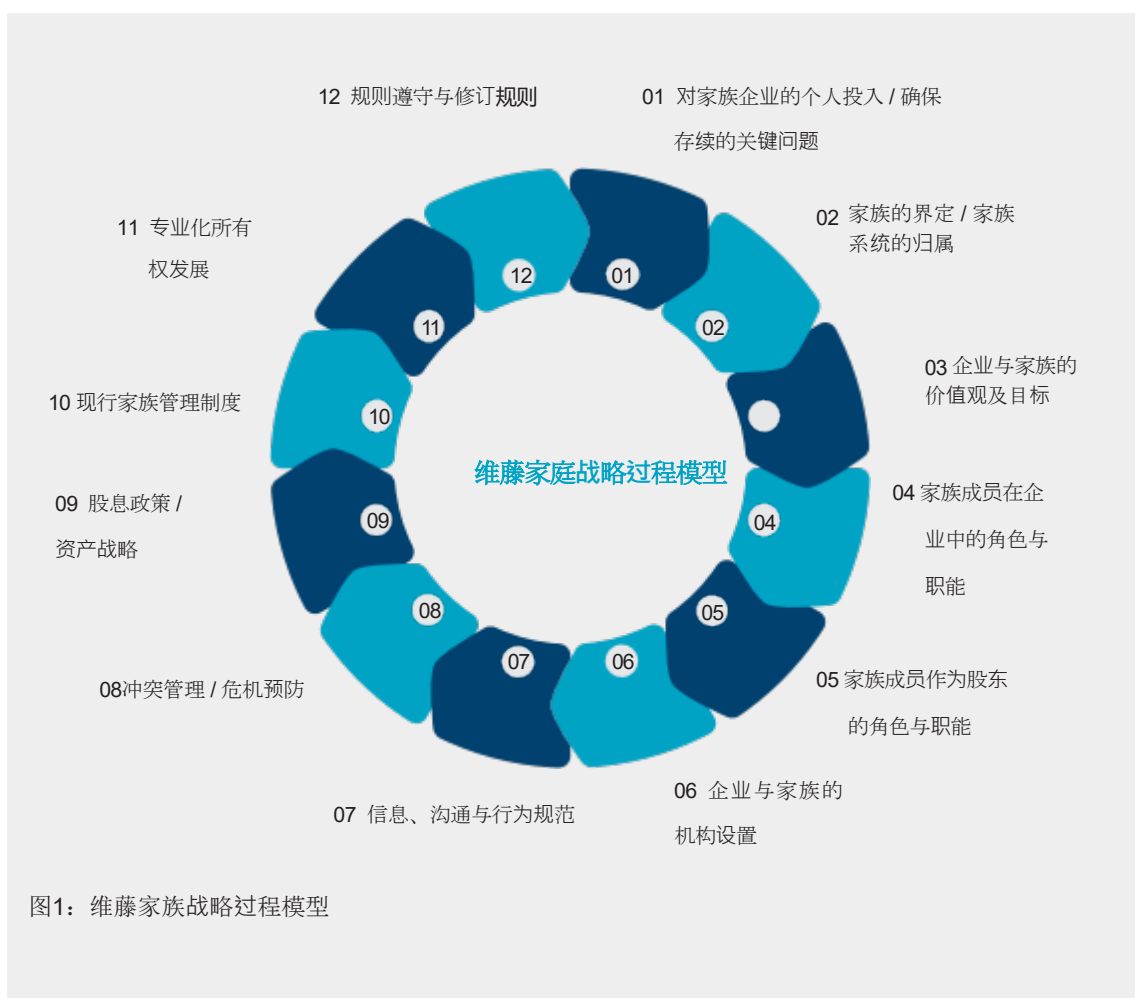 12 规则遵守与修订规则
01 对家族企业的个人投入 / 确保
存续的关键问题
11 专业化所有
权发展
02 家族的界定 / 家族
系统的归属
12
01
11
02
03 企业与家族的
价值观及目标
10 现行家族管理制度
10
维藤家庭战略过程模型
09 股息政策 /
资产战略
09
04
04 家族成员在企
业中的角色与
职能
08
05
07
06
08冲突管理 / 危机预防
05 家族成员作为股东
的角色与职能
07 信息、沟通与行为规范
06 企业与家族的
机构设置
图1：维藤家族战略过程模型